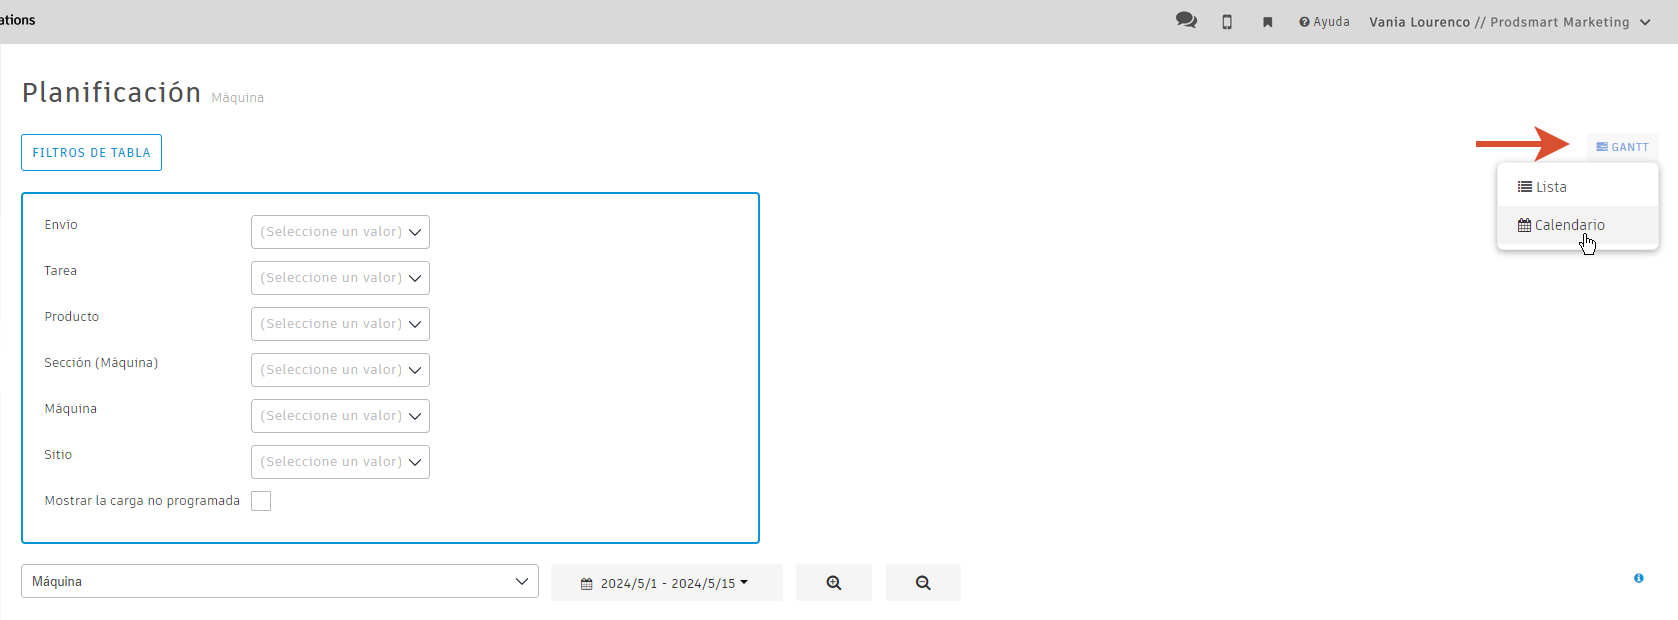 ations
Ayuda Vania Lourenco // Prodsmart Marketing
Planificación Máquina
FILTROS DE TABLA
GANTT
Lista
Calendario
Envío (Seleccione un valor)
Tarea (Seleccione un valor)
Producto (Seleccione un valor)
Sección (Máquina) (Seleccione un valor)
Máquina (Seleccione un valor)
Sitio (Seleccione un valor)
Mostrar la carga no programada
Máquina 2024/5/1 - 2024/5/15